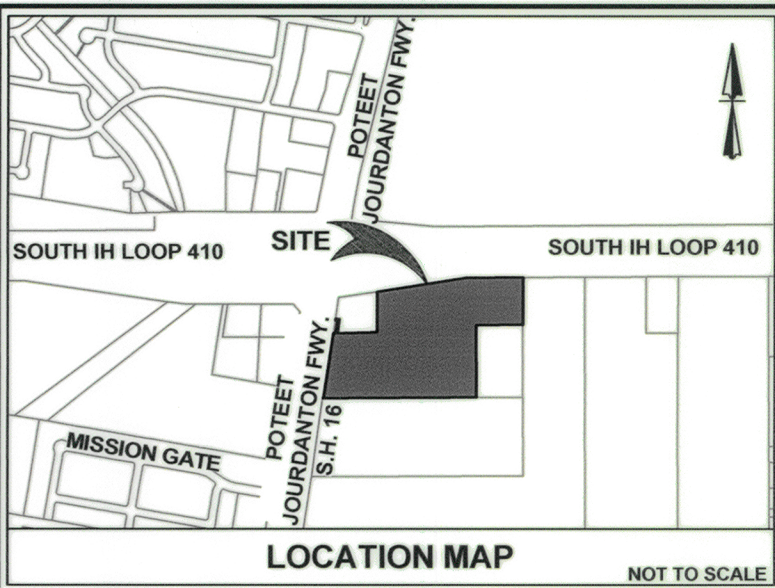 POTEET
JOURDANTON FWY.
SOUTH IH LOOP 410
SITE
SOUTH IH LOOP 410
POTEET
JOURDANTON FWY.
S.H. 16
MISSION GATE
LOCATION MAP
NOT TO SCALE